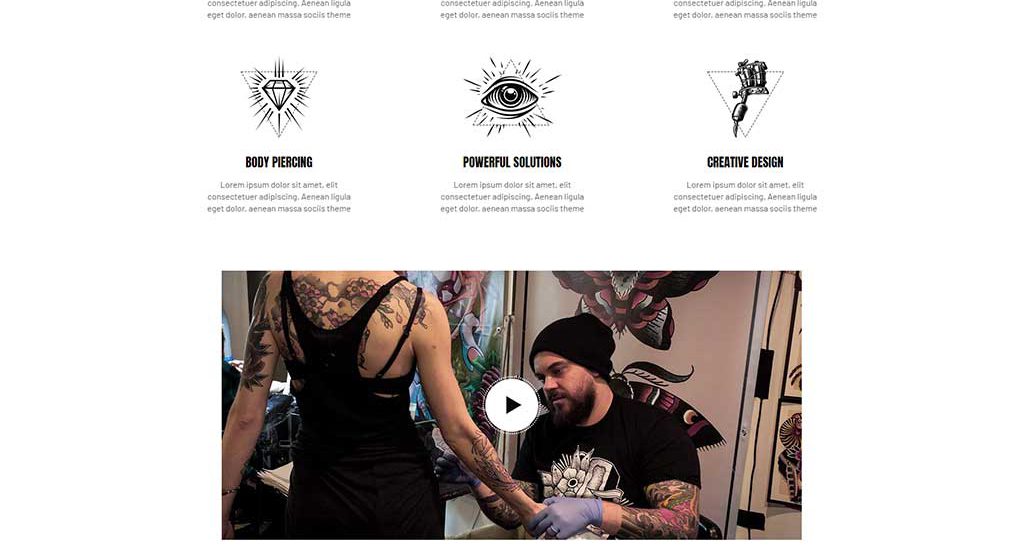 consectetuer adipiscing. Aenean ligula
consectetuer adipiscing. Aenean ligula
consectetuer adipiscing. Aenean ligula
eget dolor. aenean massa sociis theme
eget dolor. aenean massa sociis theme
eget dolor. aenean massa sociis theme
BODY PIERCING
Lorem ipsum dolor sit amet, elit
consectetuer adipiscing. Aenean ligula
eget dolor. aenean massa sociis theme
POWERFUL SOLUTIONS
Lorem ipsum dolor sit amet, elit
consectetuer adipiscing. Aenean ligula
eget dolor. aenean massa sociis theme
CREATIVE DESIGN
Lorem ipsum dolor sit amet, elit
consectetuer adipiscing. Aenean ligula
eget dolor. aenean massa sociis theme